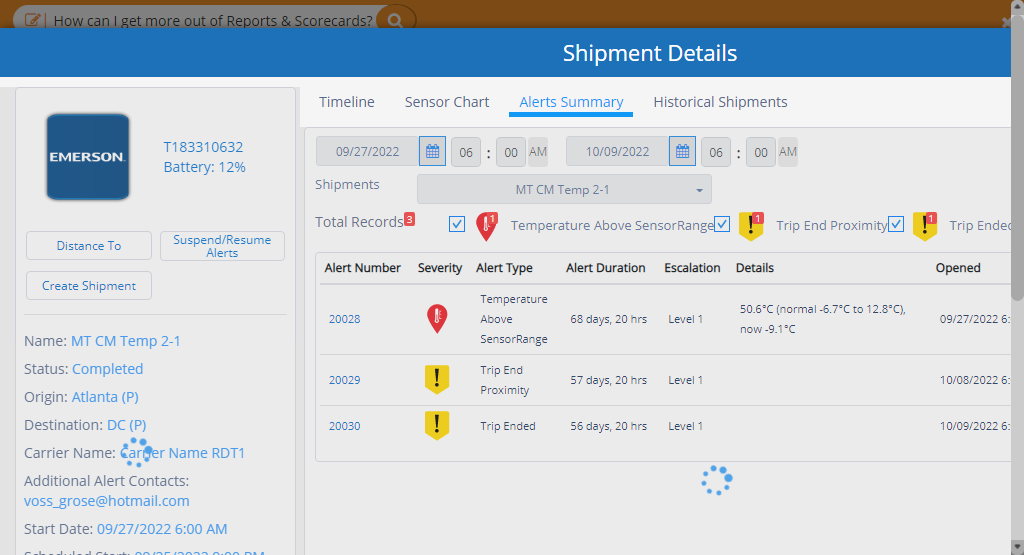 How can I get more out of Reports & Scorecards?
Shipment Details
EMERSON.
T183310632
Battery: 12%
Distance To
Suspend/Resume
Alerts
Create Shipment
Name: MT CM Temp 2-1
Status: Completed
Origin: Atlanta (P)
Destination: DC (P)
Carrier Name: Carrier Name RDT1
Additional Alert Contacts:
voss_grose@hotmail.com
Start Date: 09/27/2022 6:00 AM
Scheduled Start: 09/25/2022 9:00 PM
Timeline Sensor Chart Alerts Summary Historical Shipments
09/27/2022 06 : 00 AM 10/09/2022 06 : 00 AM
Shipments MT CM Temp 2-1
Total Records 3 1 Temperature Above SensorRange 1 Trip End Proximity 1 Trip Ended
Alert Number Severity Alert Type Alert Duration Escalation Details Opened
20028 Temperature Above SensorRange 68 days, 20 hrs Level 1 50.6°C (normal -6.7°C to 12.8°C), now -9.1°C 09/27/2022 6:
20029 Trip End Proximity 57 days, 20 hrs Level 1 10/08/2022 6:
20030 Trip Ended 56 days, 20 hrs Level 1 10/09/2022 6: